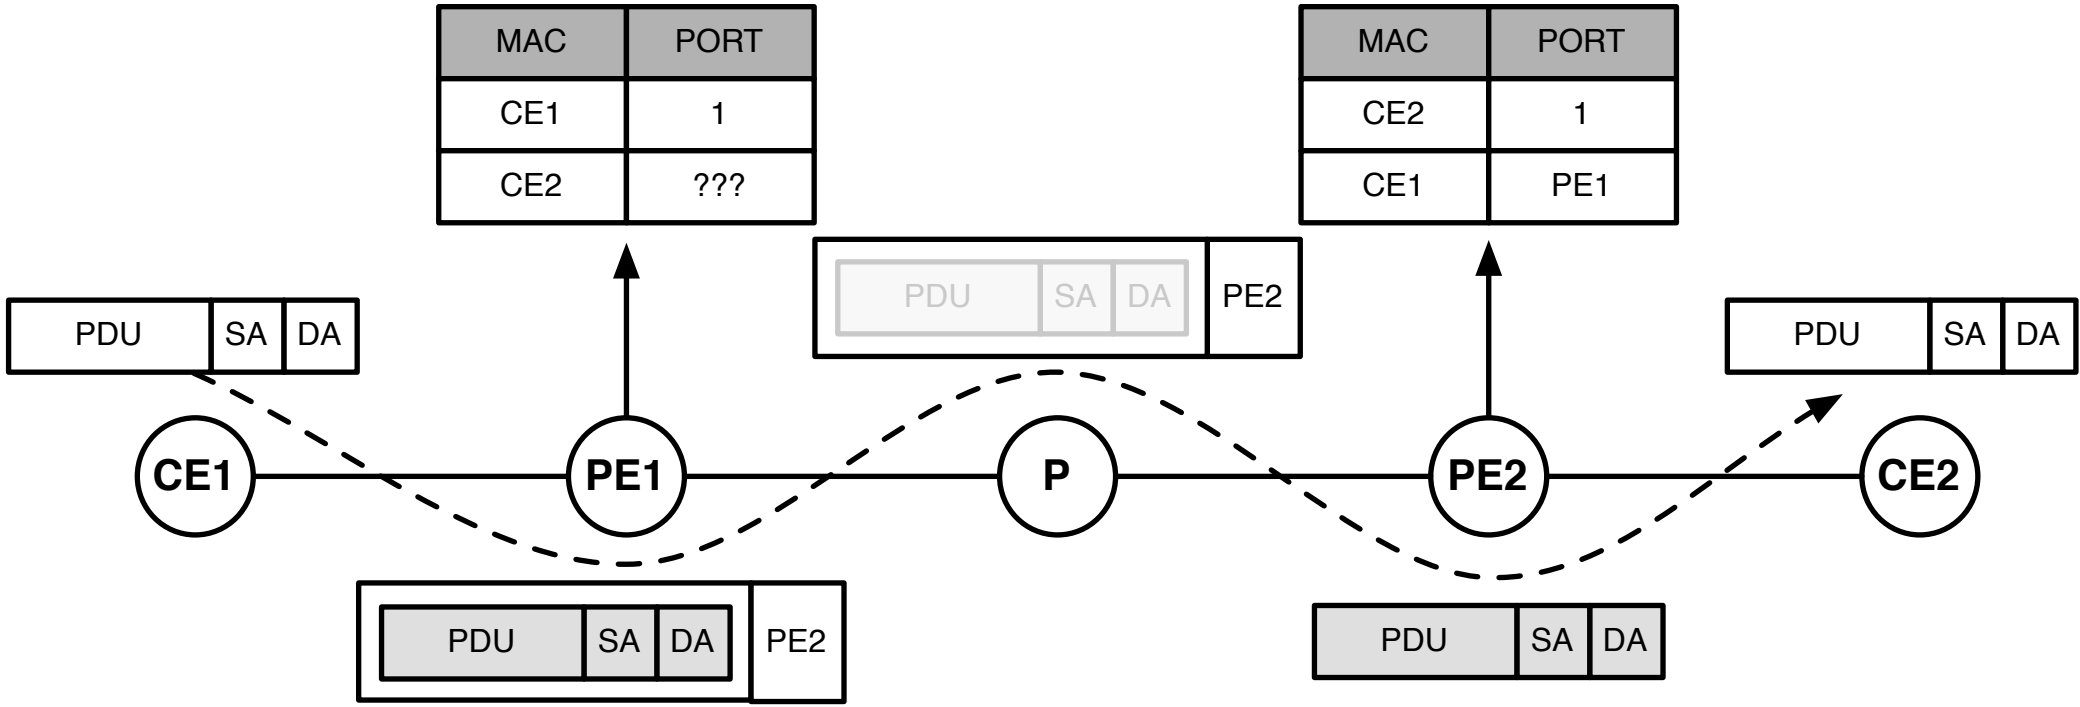 MAC PORT
CE1 1
CE2 ???
MAC PORT
CE2 1
CE1 PE1
PDU SA DA
PDU SA DA PE2
PDU SA DA
CE1 PE1 P PE2 CE2
PDU SA DA PE2
PDU SA DA